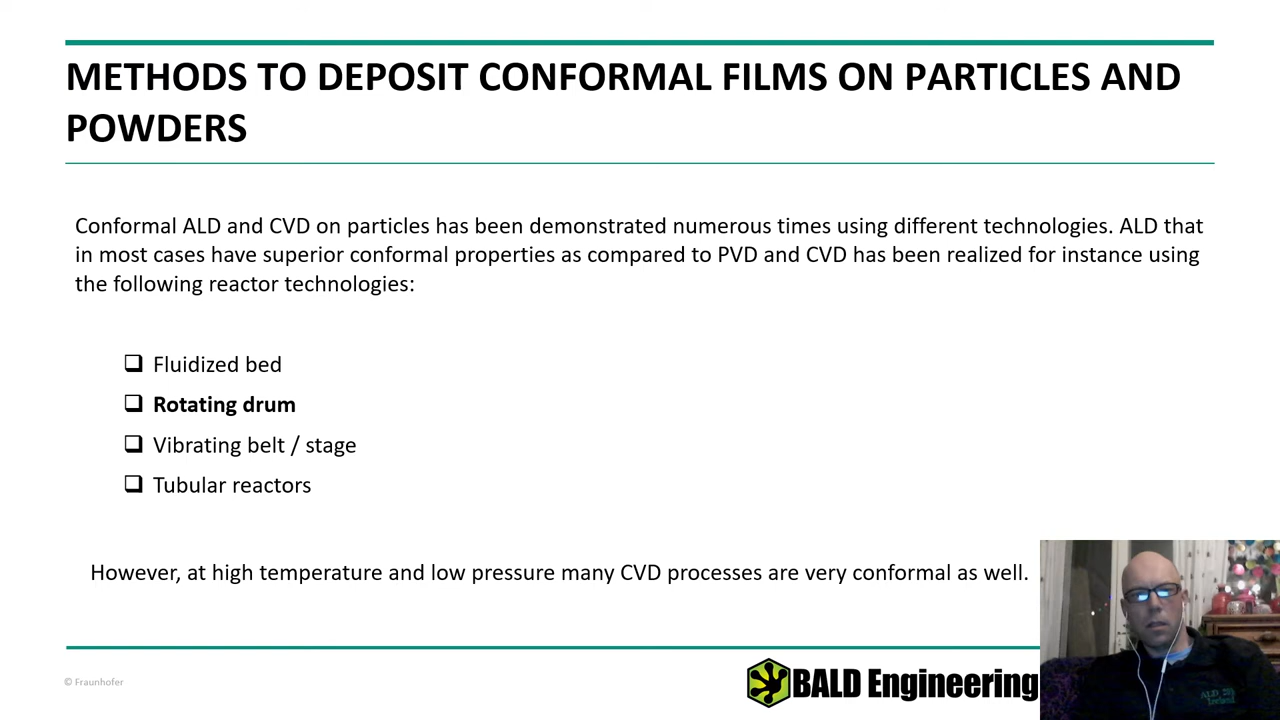 METHODS TO DEPOSIT CONFORMAL FILMS ON PARTICLES AND
POWDERS
Conformal ALD and CVD on particles has been demonstrated numerous times using different technologies. ALD that
in most cases have superior conformal properties as compared to PVD and CVD has been realized for instance using
the following reactor technologies:
Fluidized bed
Rotating drum
Vibrating belt / stage
Tubular reactors
However, at high temperature and low pressure many CVD processes are very conformal as well.
© Fraunhofer
BALD Engineering
ALD
Ireland